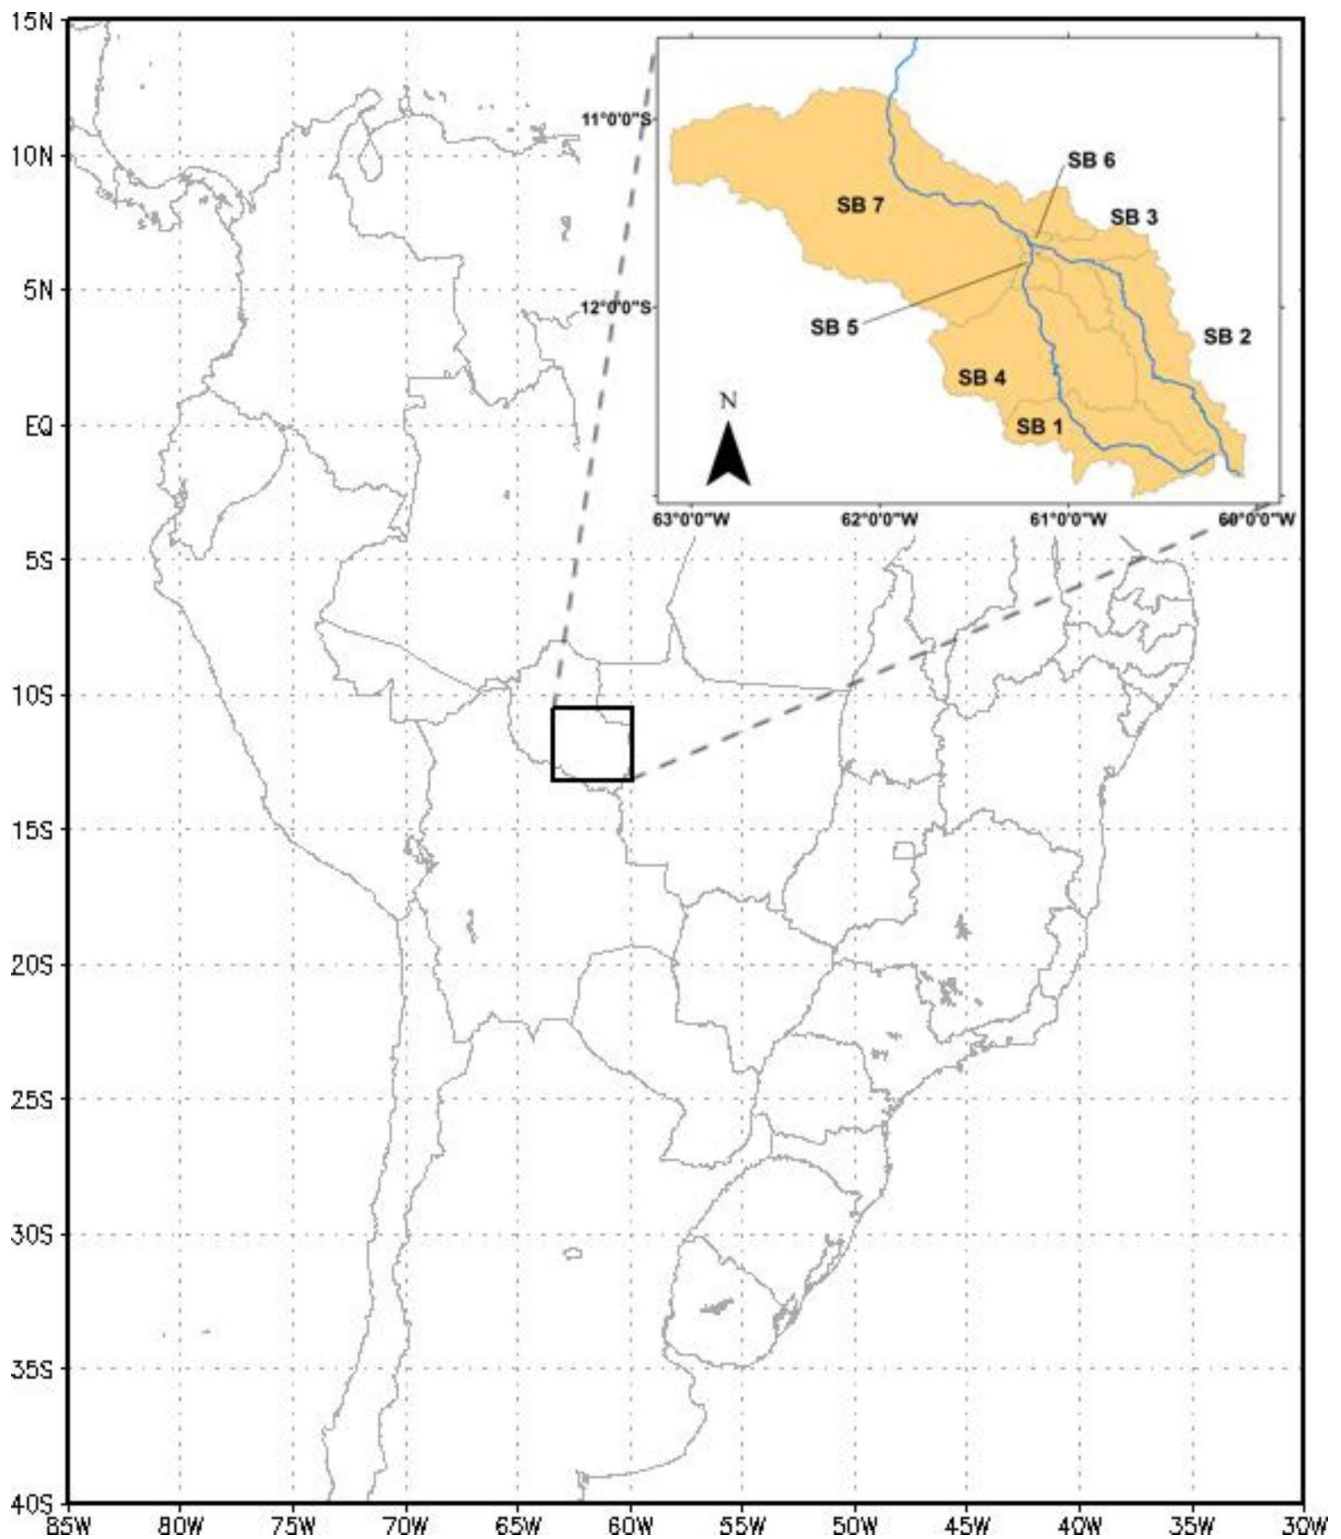 15N
10N
5N
EQ
5S
10S
15S
20S
25S
30S
35S
40S
85W 80W 75W 70W 65W 60W 55W 50W 45W 40W 35W 30W
11°0'0"S
12°0'0"S
SB 6
SB 7
SB 3
SB 5
SB 2
SB 4
SB 1
N
63°0'0"W 62°0'0"W 61°0'0"W 60°0'0"W